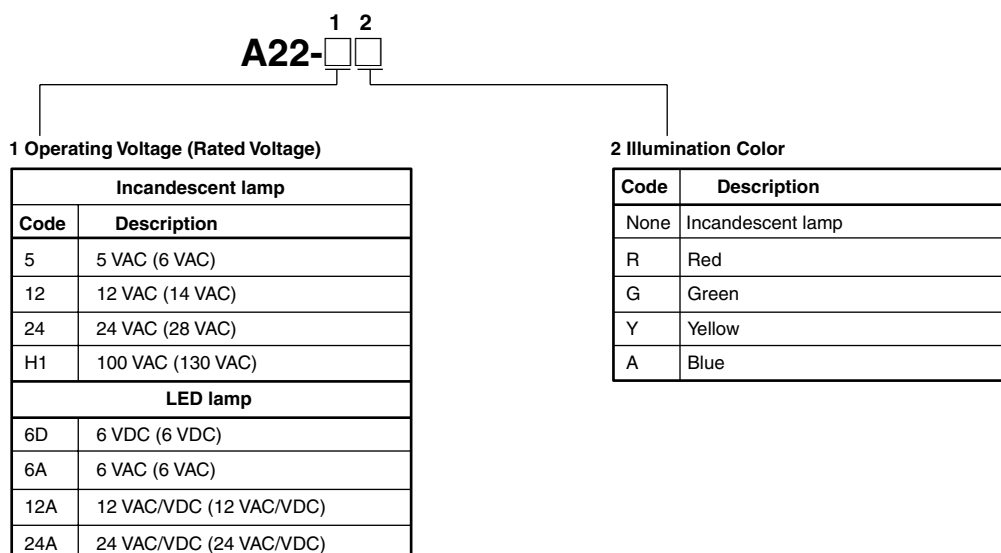 1 2
A22-□□
1 Operating Voltage (Rated Voltage)
Incandescent lamp
Code Description
5 5 VAC (6 VAC)
12 12 VAC (14 VAC)
24 24 VAC (28 VAC)
H1 100 VAC (130 VAC)
LED lamp
6D 6 VDC (6 VDC)
6A 6 VAC (6 VAC)
12A 12 VAC/VDC (12 VAC/VDC)
24A 24 VAC/VDC (24 VAC/VDC)
2 Illumination Color
Code Description
None Incandescent lamp
R Red
G Green
Y Yellow
A Blue